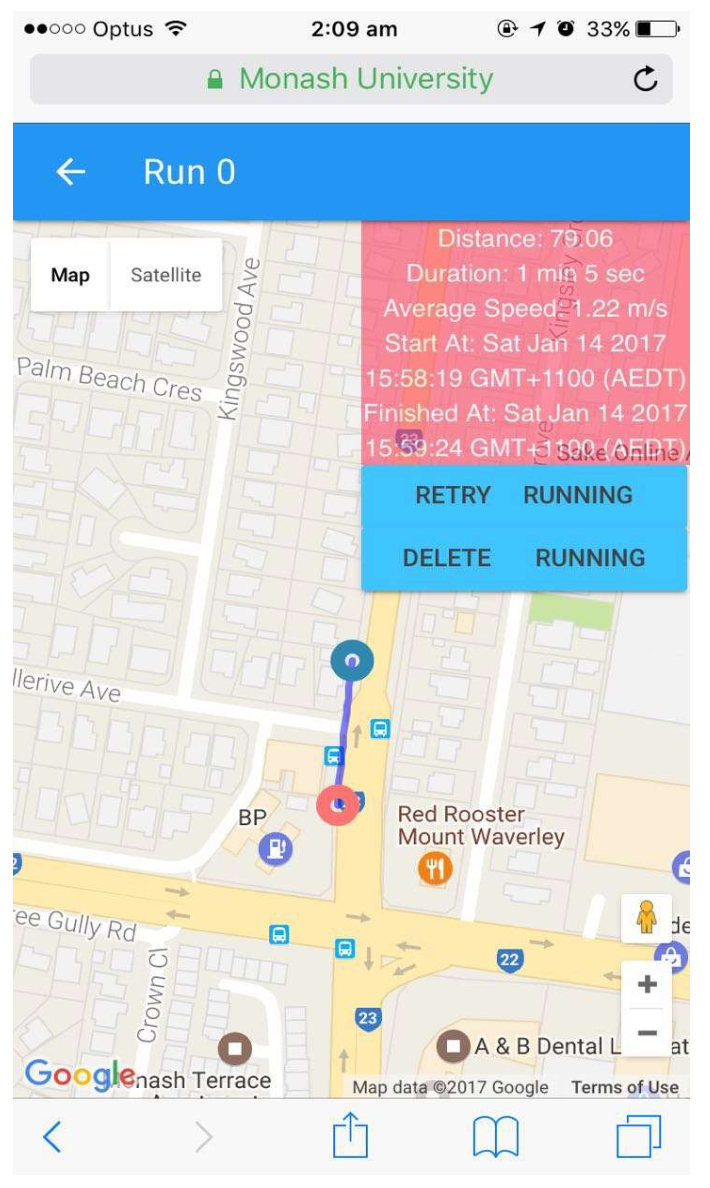 Optus 2:09 am 33%
Monash University
Run 0
Map Satellite
Distance: 79.06
Duration: 1 min 5 sec
Average Speed: 1.22 m/s
Start At: Sat Jan 14 2017
15:58:19 GMT+1100 (AEDT)
Finished At: Sat Jan 14 2017
15:59:24 GMT+1100 (AEDT)
RETRY RUNNING
DELETE RUNNING
Kingswood Ave
Palm Beach Cres
23
Sake Online
llerive Ave
BP
Red Rooster
Mount Waverley
ee Gully Rd
22
Crown Cl
23
A & B Dental L
at
Google
nash Terrace
Map data ©2017 Google Terms of Use